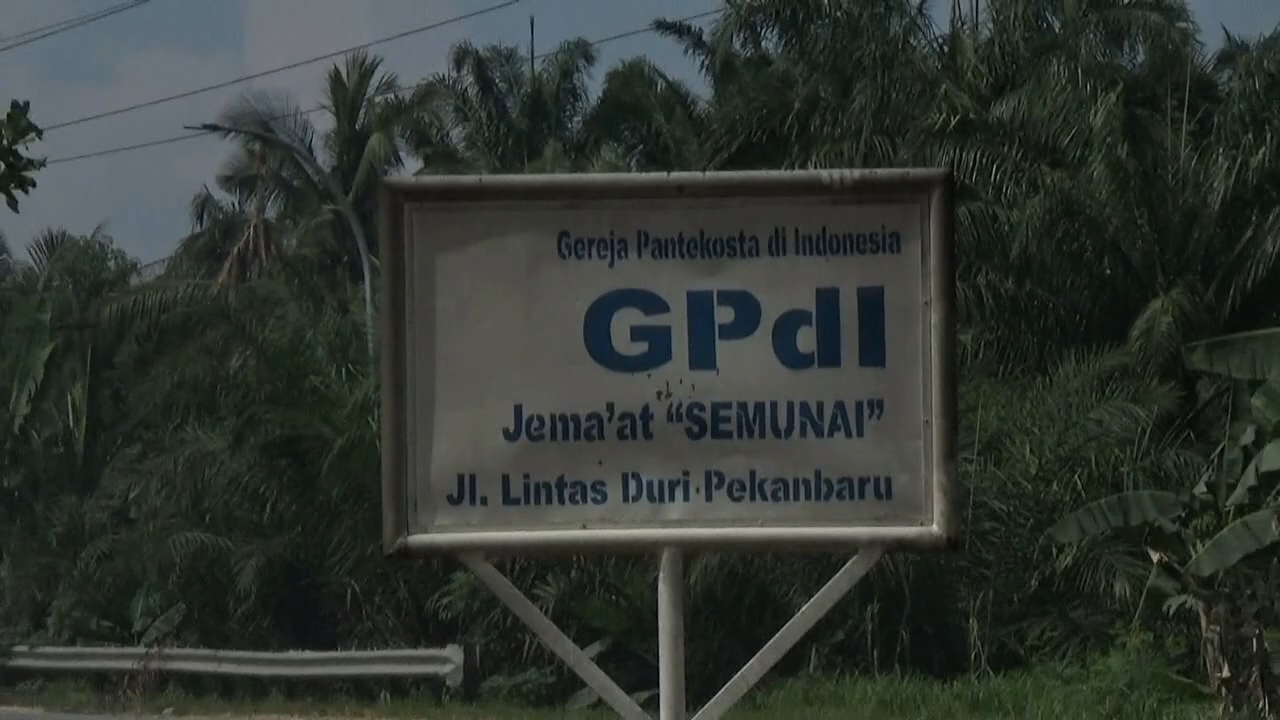 Gereja Pantekosta di Indonesia
GPdI
Jema'at “SEMUNAI”
Jl. Lintas Duri-Pekanbaru